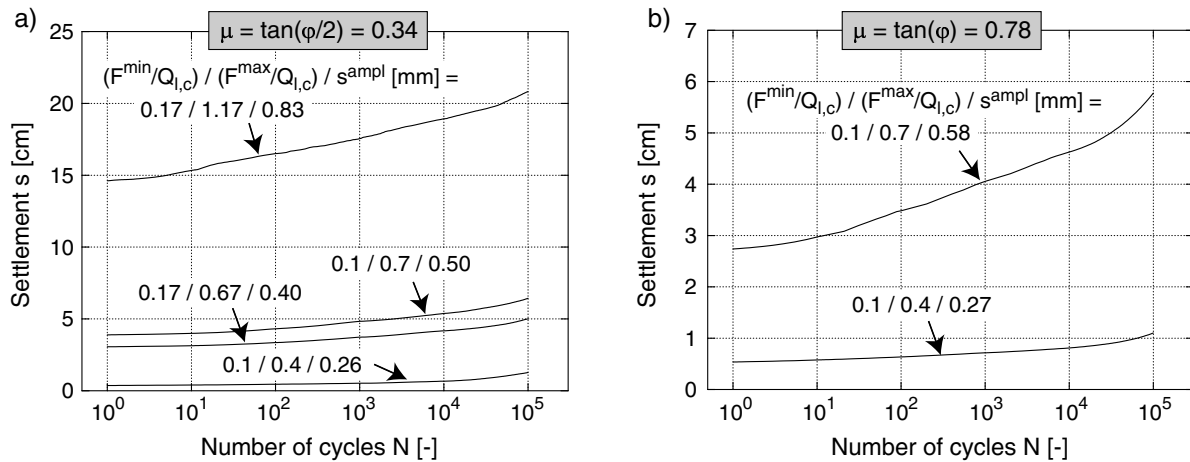 a)
μ = tan(φ/2) = 0.34
(F^min/Q_l,c) / (F^max/Q_l,c) / s^ampl [mm] =
0.17 / 1.17 / 0.83
0.1 / 0.7 / 0.50
0.17 / 0.67 / 0.40
0.1 / 0.4 / 0.26
Settlement s [cm]
25
20
15
10
5
0
10^0 10^1 10^2 10^3 10^4 10^5
Number of cycles N [-]
b)
μ = tan(φ) = 0.78
(F^min/Q_l,c) / (F^max/Q_l,c) / s^ampl [mm] =
0.1 / 0.7 / 0.58
0.1 / 0.4 / 0.27
Settlement s [cm]
7
6
5
4
3
2
1
0
10^0 10^1 10^2 10^3 10^4 10^5
Number of cycles N [-]